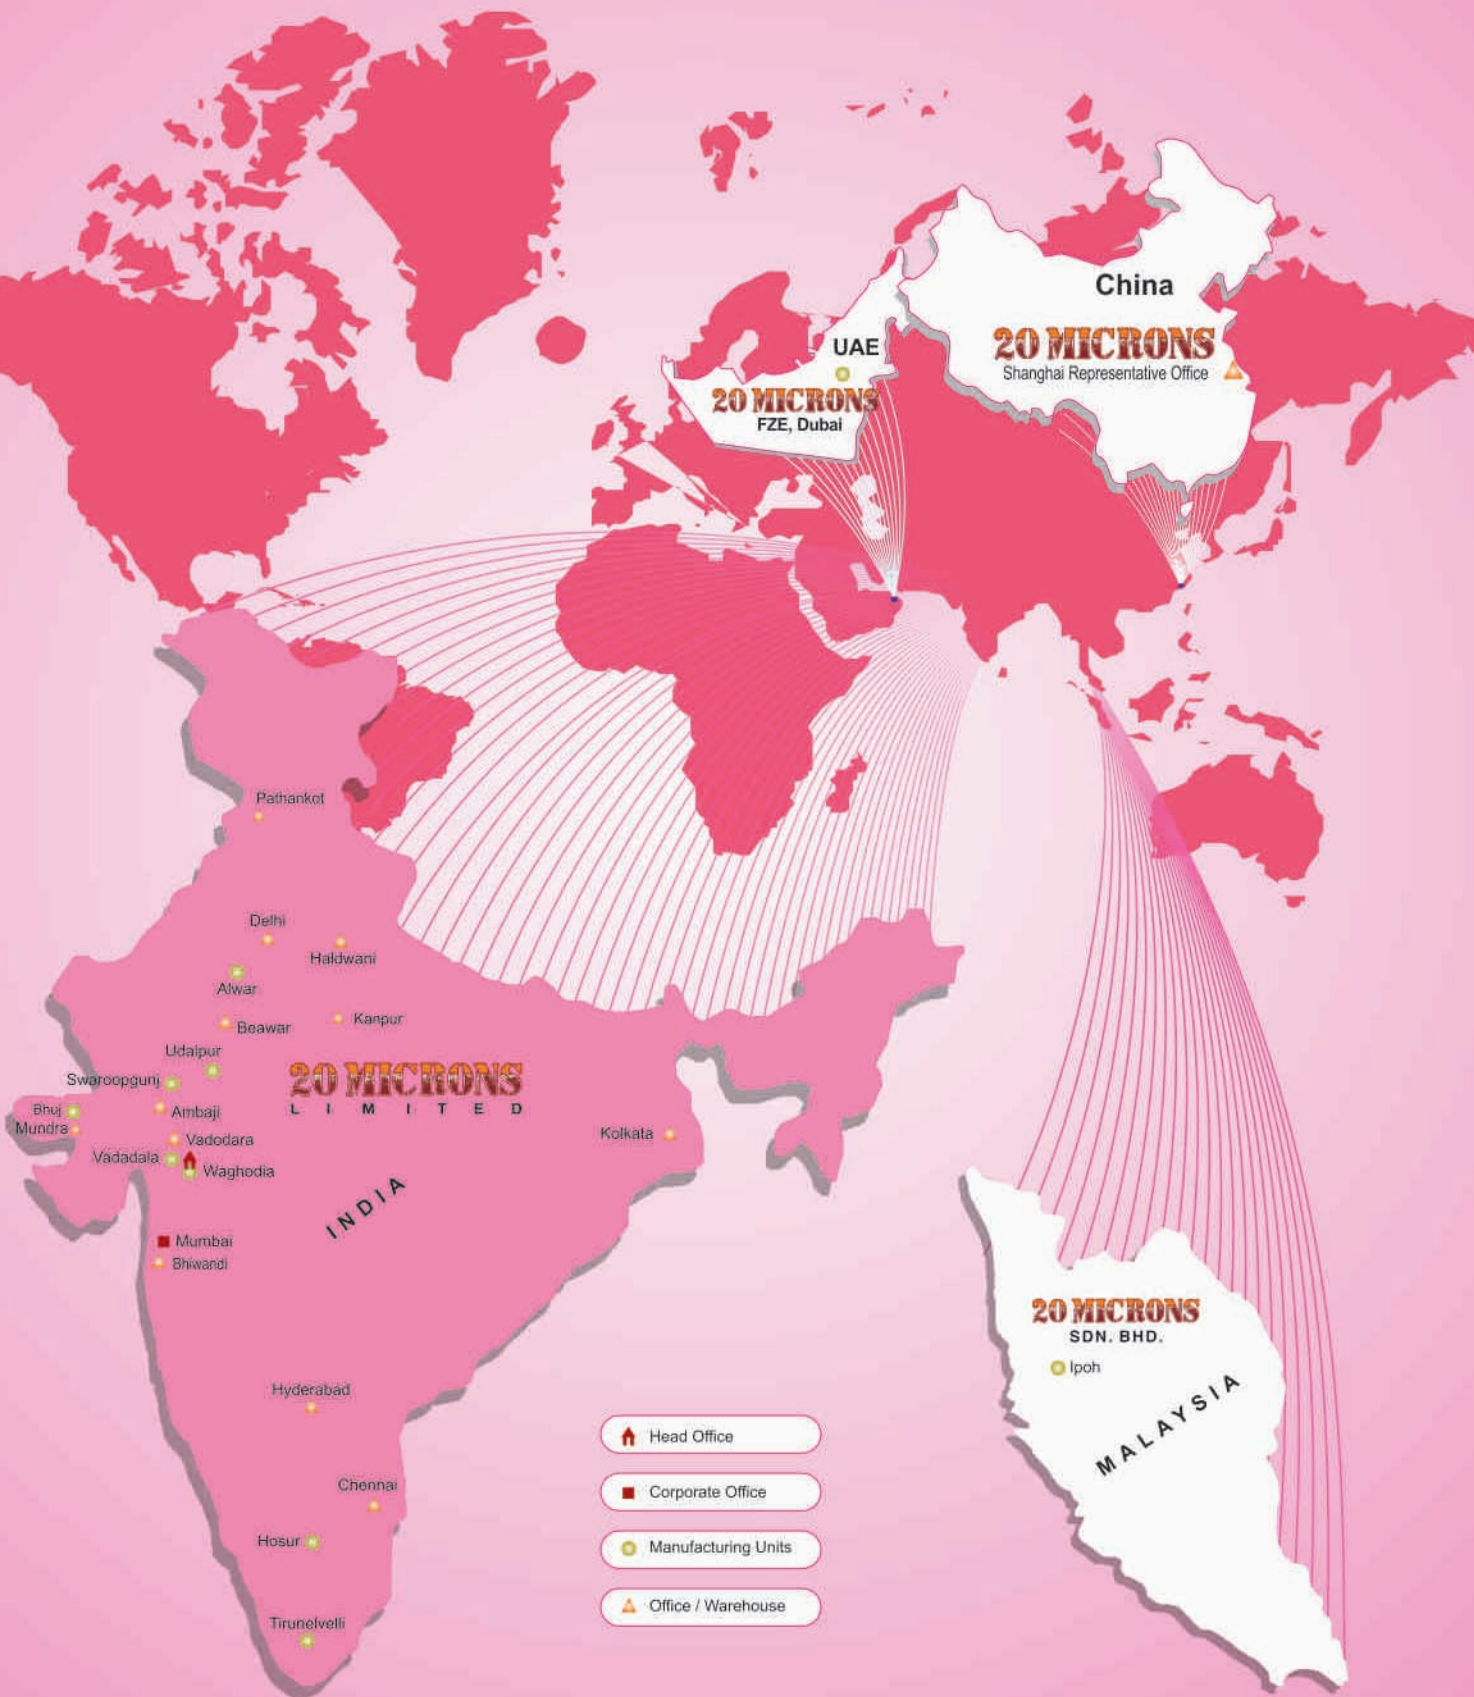 China
20 MICRONS
Shanghai Representative Office
UAE
20 MICRONS
FZE, Dubai
Pathankot
Delhi
Haldwani
Alwar
Beawar
Kanpur
Udaipur
Swaroopgunj
20 MICRONS
LIMITED
Bhuj
Ambaji
Mundra
Vadodara
Kolkata
Vadadala
Waghodia
INDIA
Mumbai
Bhiwandi
20 MICRONS
SDN. BHD.
Ipoh
MALAYSIA
Hyderabad
Chennai
Hosur
Tirunelvelli
Head Office
Corporate Office
Manufacturing Units
Office / Warehouse